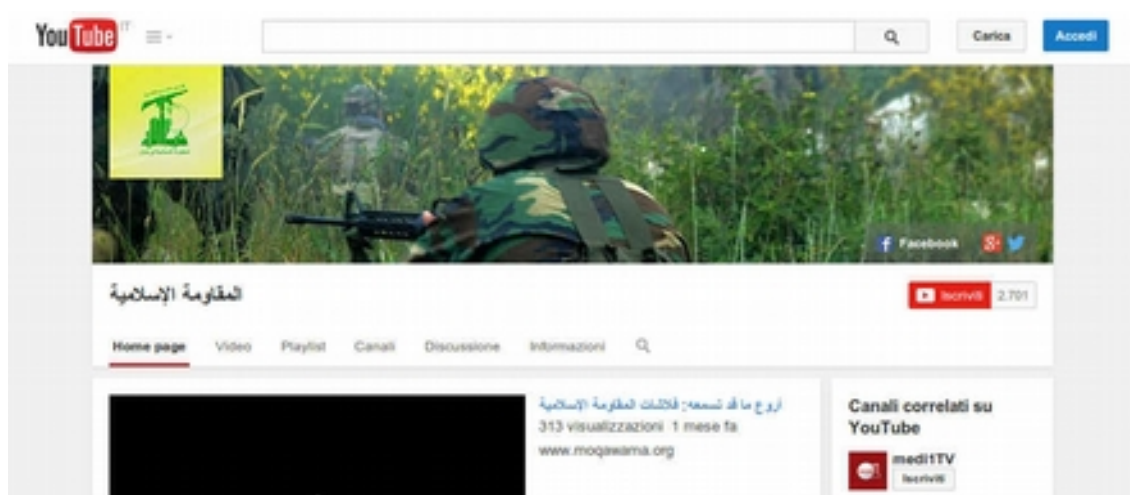 YouTube IT
Carica
Accedi
Facebook
المقاومة الإسلامية
Iscriviti 2.701
Home page Video Playlist Canali Discussione Informazioni
أروع ما قد تسمعه: فلاشات المقاومة الإسلامية
313 visualizzazioni 1 mese fa
www.moqawama.org
Canali correlati su
YouTube
medi1TV
Iscriviti